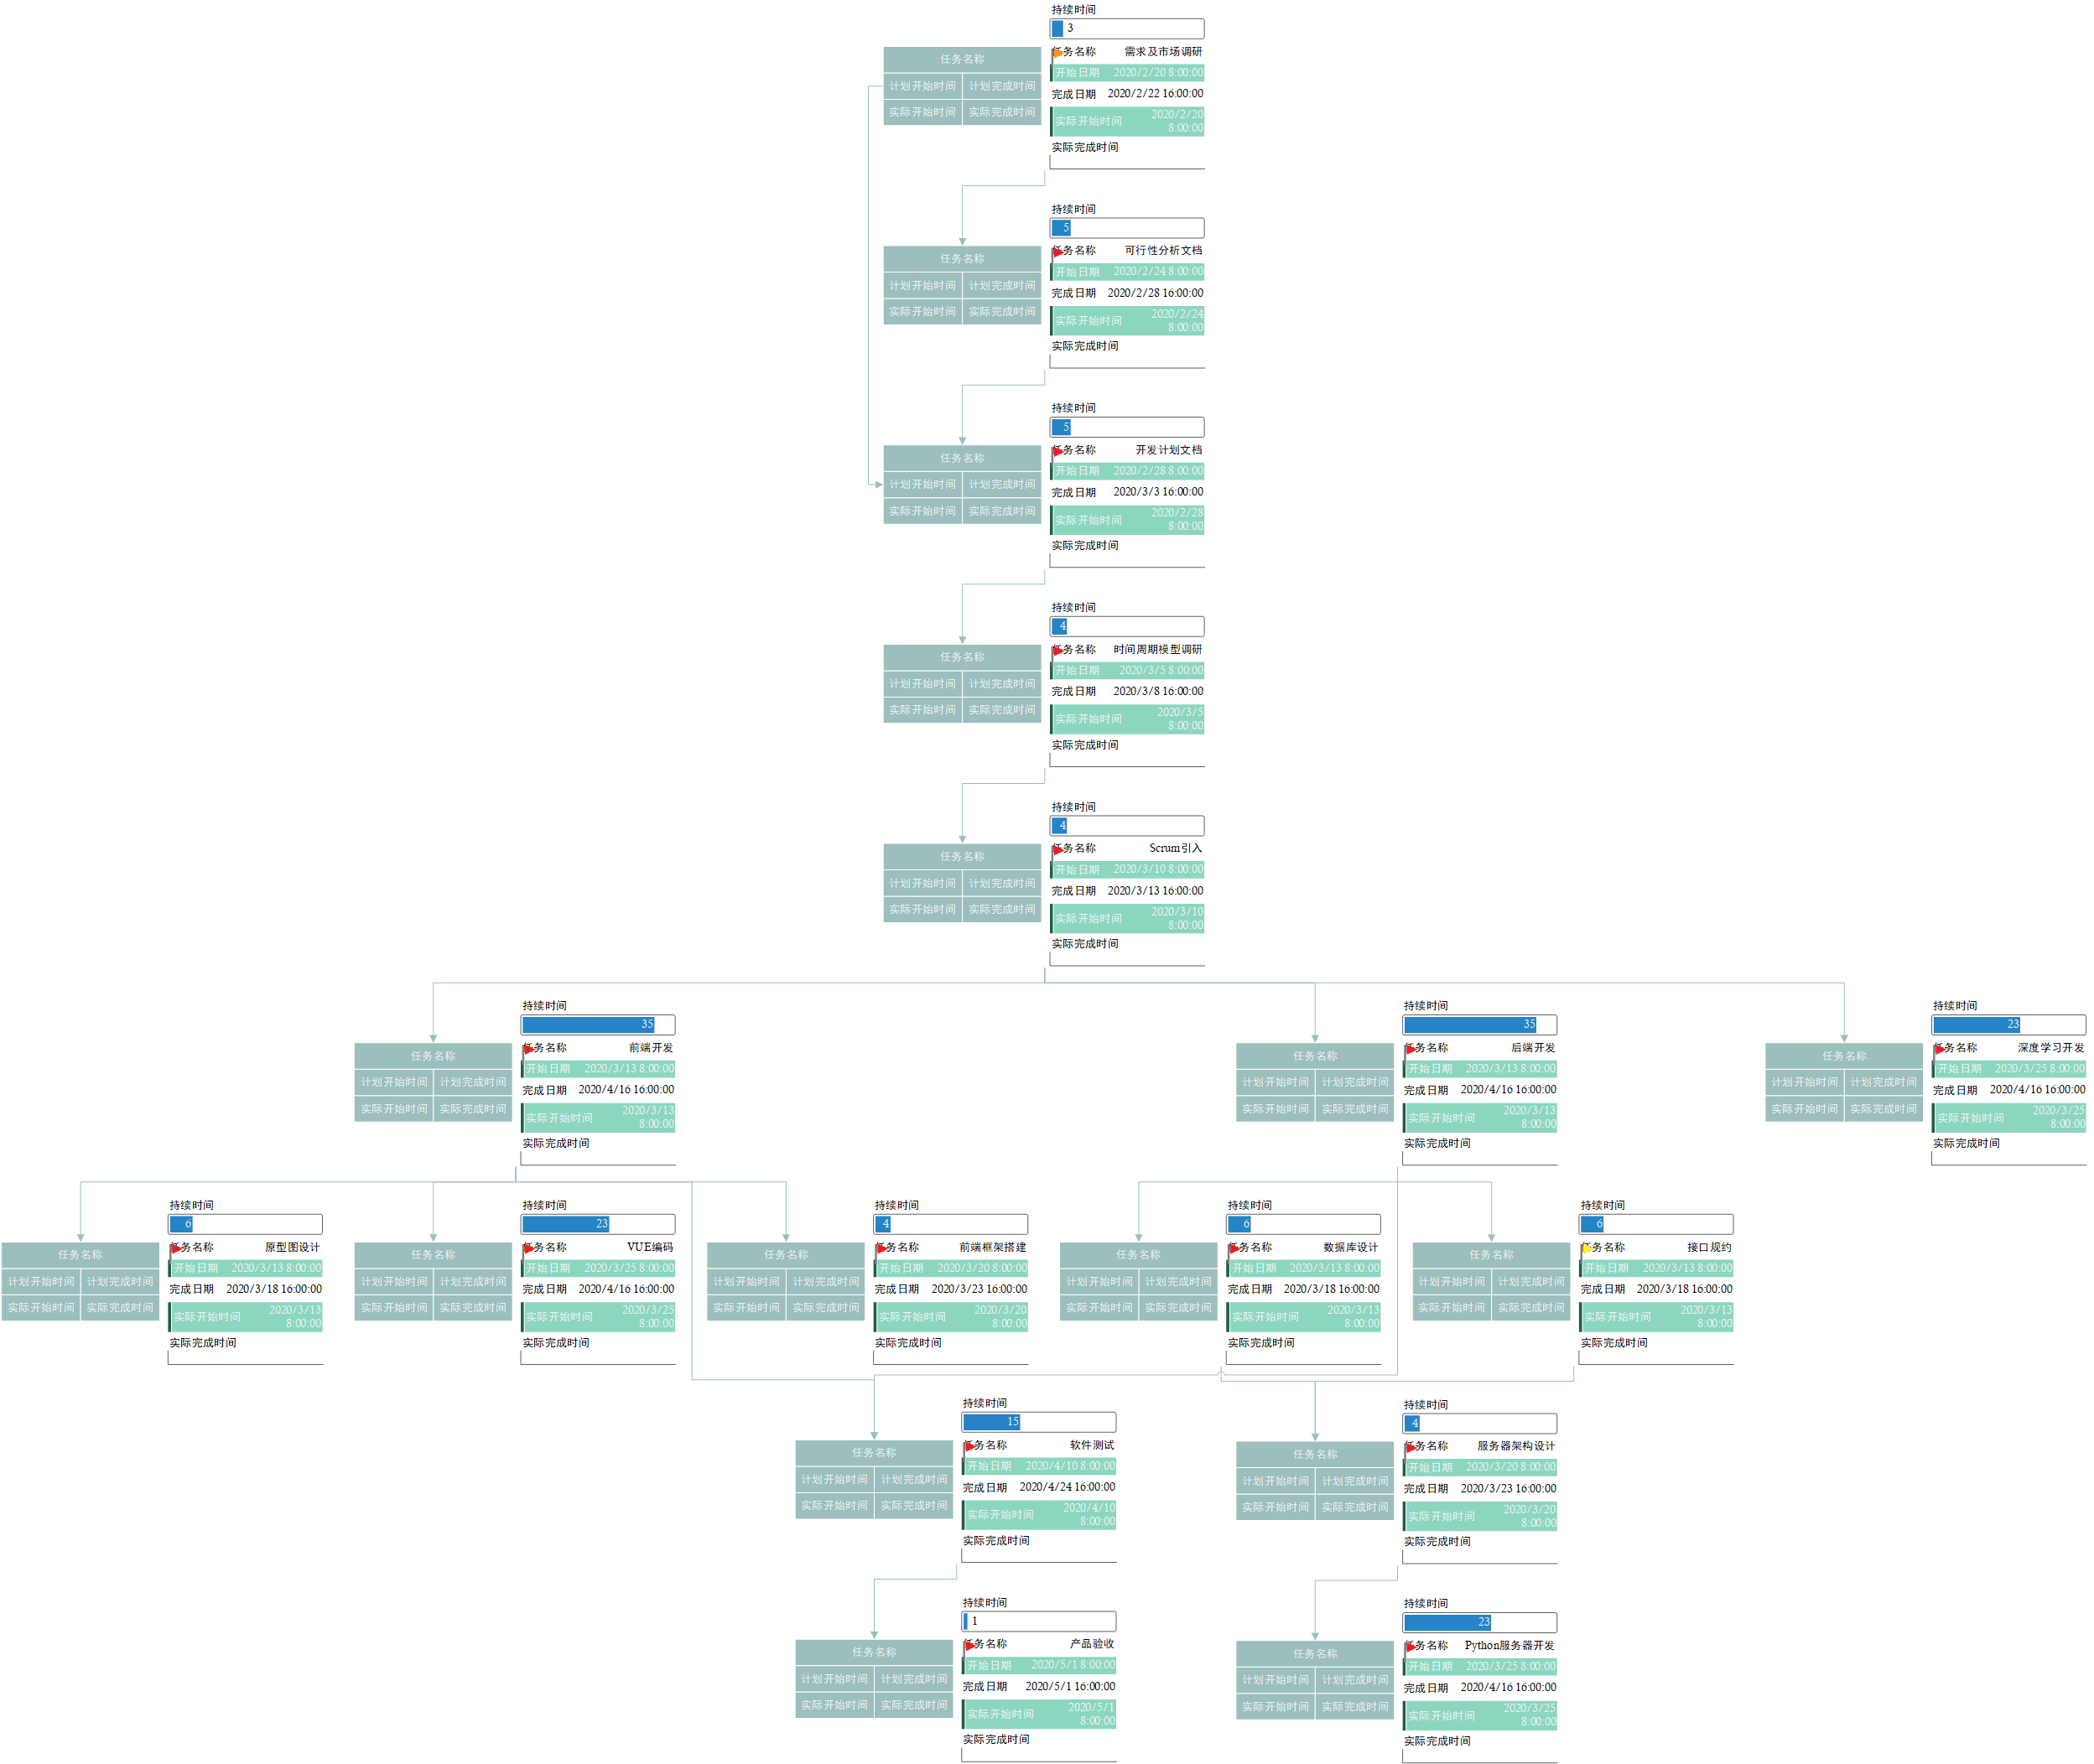 持续时间
3
任务名称 需求及市场调研
开始日期 2020/2/20 8:00:00
完成日期 2020/2/22 16:00:00
实际开始时间 2020/2/20
8:00:00
实际完成时间
任务名称
计划开始时间 计划完成时间
实际开始时间 实际完成时间
持续时间
5
任务名称 可行性分析文档
开始日期 2020/2/24 8:00:00
完成日期 2020/2/28 16:00:00
实际开始时间 2020/2/24
8:00:00
实际完成时间
任务名称
计划开始时间 计划完成时间
实际开始时间 实际完成时间
持续时间
5
任务名称 开发计划文档
开始日期 2020/2/28 8:00:00
完成日期 2020/3/3 16:00:00
实际开始时间 2020/2/28
8:00:00
实际完成时间
任务名称
计划开始时间 计划完成时间
实际开始时间 实际完成时间
持续时间
4
任务名称 时间周期模型调研
开始日期 2020/3/5 8:00:00
完成日期 2020/3/8 16:00:00
实际开始时间 2020/3/5
8:00:00
实际完成时间
任务名称
计划开始时间 计划完成时间
实际开始时间 实际完成时间
持续时间
4
任务名称 Scrum引入
开始日期 2020/3/10 8:00:00
完成日期 2020/3/13 16:00:00
实际开始时间 2020/3/10
8:00:00
实际完成时间
任务名称
计划开始时间 计划完成时间
实际开始时间 实际完成时间
持续时间
35
任务名称 前端开发
开始日期 2020/3/13 8:00:00
完成日期 2020/4/16 16:00:00
实际开始时间 2020/3/13
8:00:00
实际完成时间
任务名称
计划开始时间 计划完成时间
实际开始时间 实际完成时间
持续时间
35
任务名称 后端开发
开始日期 2020/3/13 8:00:00
完成日期 2020/4/16 16:00:00
实际开始时间 2020/3/13
8:00:00
实际完成时间
任务名称
计划开始时间 计划完成时间
实际开始时间 实际完成时间
持续时间
23
任务名称 深度学习开发
开始日期 2020/3/25 8:00:00
完成日期 2020/4/16 16:00:00
实际开始时间 2020/3/25
8:00:00
实际完成时间
任务名称
计划开始时间 计划完成时间
实际开始时间 实际完成时间
持续时间
6
任务名称 原型图设计
开始日期 2020/3/13 8:00:00
完成日期 2020/3/18 16:00:00
实际开始时间 2020/3/13
8:00:00
实际完成时间
任务名称
计划开始时间 计划完成时间
实际开始时间 实际完成时间
持续时间
23
任务名称 VUE编码
开始日期 2020/3/25 8:00:00
完成日期 2020/4/16 16:00:00
实际开始时间 2020/3/25
8:00:00
实际完成时间
任务名称
计划开始时间 计划完成时间
实际开始时间 实际完成时间
持续时间
4
任务名称 前端框架搭建
开始日期 2020/3/20 8:00:00
完成日期 2020/3/23 16:00:00
实际开始时间 2020/3/20
8:00:00
实际完成时间
任务名称
计划开始时间 计划完成时间
实际开始时间 实际完成时间
持续时间
6
任务名称 数据库设计
开始日期 2020/3/13 8:00:00
完成日期 2020/3/18 16:00:00
实际开始时间 2020/3/13
8:00:00
实际完成时间
任务名称
计划开始时间 计划完成时间
实际开始时间 实际完成时间
持续时间
6
任务名称 接口规约
开始日期 2020/3/13 8:00:00
完成日期 2020/3/18 16:00:00
实际开始时间 2020/3/13
8:00:00
实际完成时间
任务名称
计划开始时间 计划完成时间
实际开始时间 实际完成时间
持续时间
15
任务名称 软件测试
开始日期 2020/4/10 8:00:00
完成日期 2020/4/24 16:00:00
实际开始时间 2020/4/10
8:00:00
实际完成时间
任务名称
计划开始时间 计划完成时间
实际开始时间 实际完成时间
持续时间
4
任务名称 服务器架构设计
开始日期 2020/3/20 8:00:00
完成日期 2020/3/23 16:00:00
实际开始时间 2020/3/20
8:00:00
实际完成时间
任务名称
计划开始时间 计划完成时间
实际开始时间 实际完成时间
持续时间
1
任务名称 产品验收
开始日期 2020/5/1 8:00:00
完成日期 2020/5/1 16:00:00
实际开始时间 2020/5/1
8:00:00
实际完成时间
任务名称
计划开始时间 计划完成时间
实际开始时间 实际完成时间
持续时间
23
任务名称 Python服务器开发
开始日期 2020/3/25 8:00:00
完成日期 2020/4/16 16:00:00
实际开始时间 2020/3/25
8:00:00
实际完成时间
任务名称
计划开始时间 计划完成时间
实际开始时间 实际完成时间